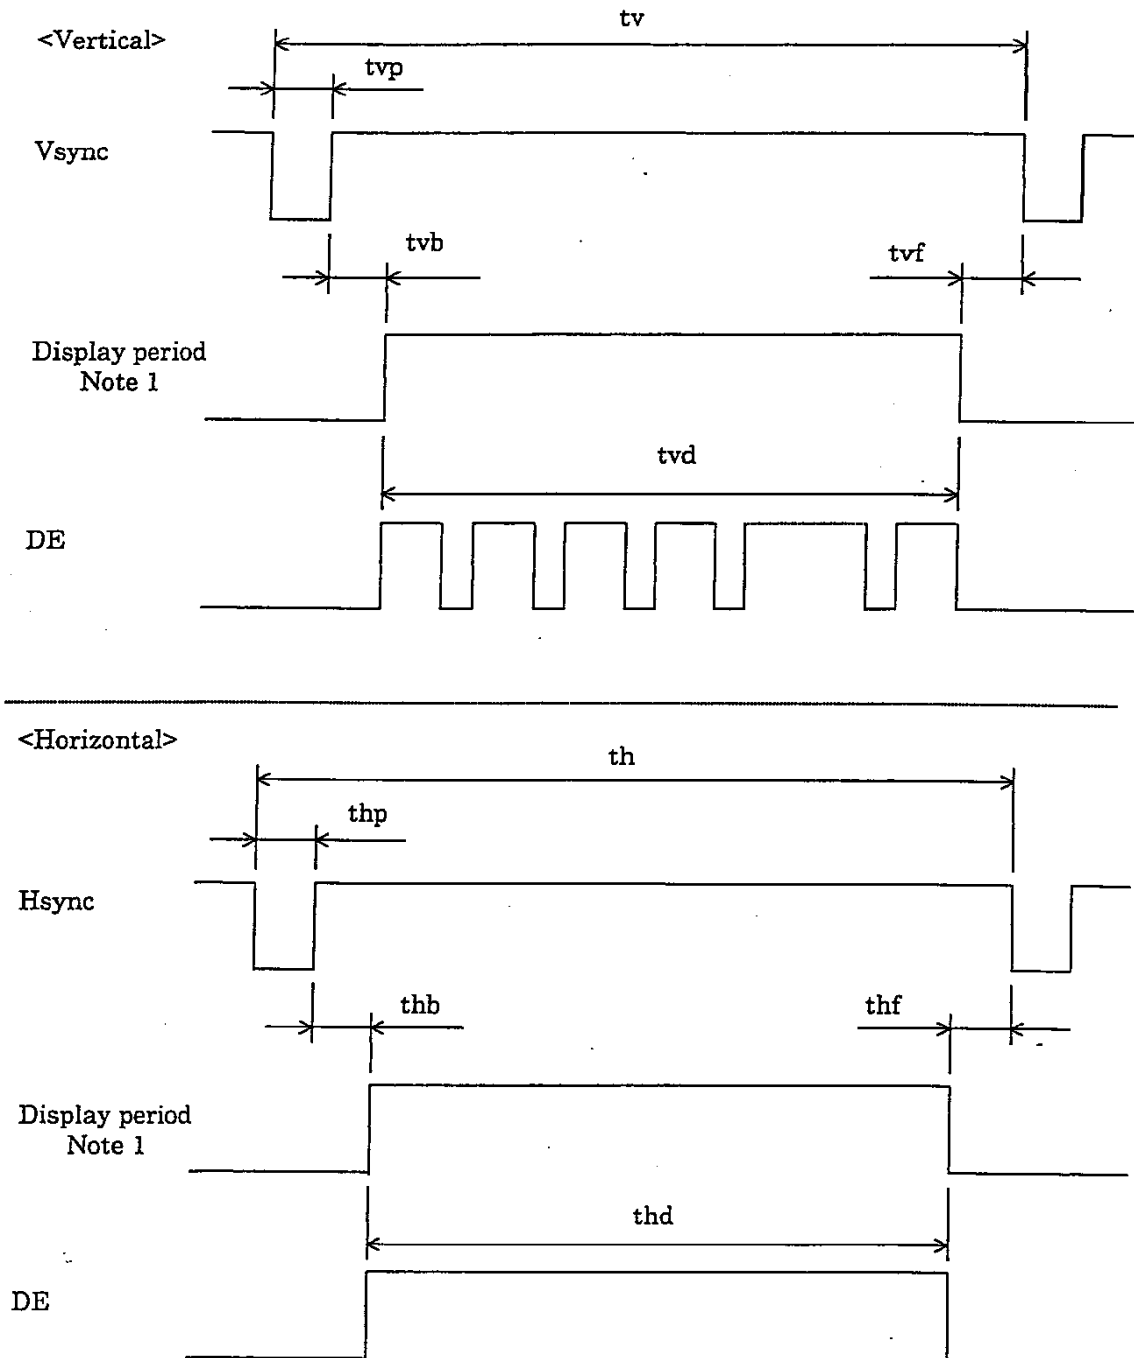 <Vertical>
tv
tvp
Vsync
tvb
tvf
Display period
Note 1
tvd
DE
<Horizontal>
th
thp
Hsync
thb
thf
Display period
Note 1
thd
DE